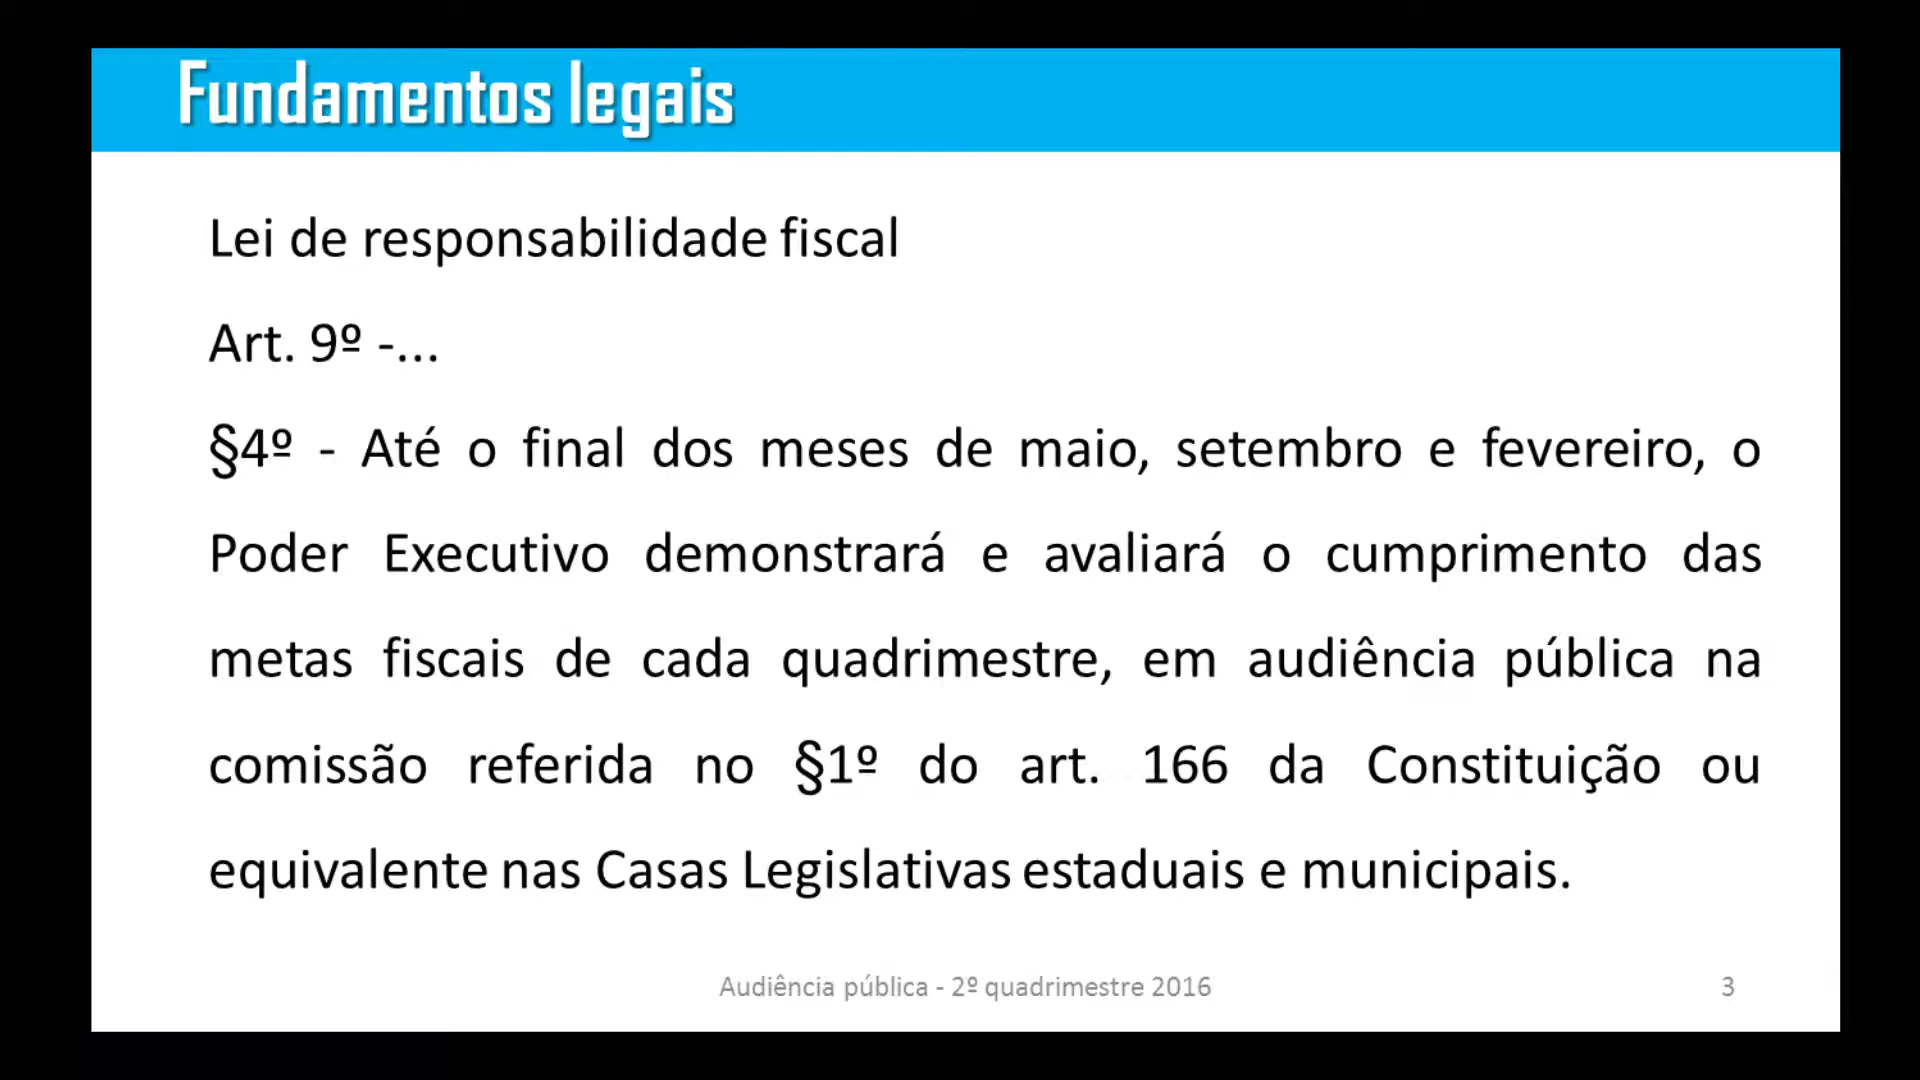 Fundamentos legais
Lei de responsabilidade fiscal
Art. 9º -...
§4º - Até o final dos meses de maio, setembro e fevereiro, o
Poder Executivo demonstrará e avaliará o cumprimento das
metas fiscais de cada quadrimestre, em audiência pública na
comissão referida no §1º do art. 166 da Constituição ou
equivalente nas Casas Legislativas estaduais e municipais.
Audiência pública - 2º quadrimestre 2016
3